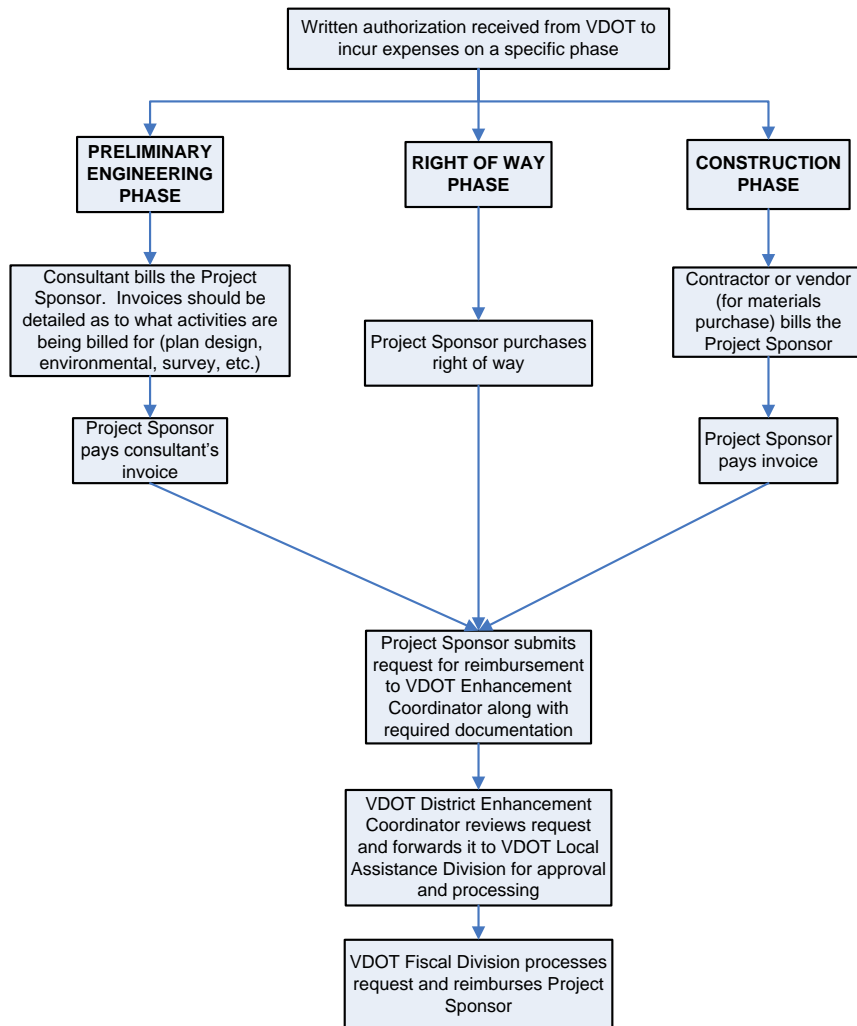 Written authorization received from VDOT to
incur expenses on a specific phase
PRELIMINARY
ENGINEERING
PHASE
RIGHT OF WAY
PHASE
CONSTRUCTION
PHASE
Consultant bills the Project
Sponsor.  Invoices should be
detailed as to what activities are
being billed for (plan design,
environmental, survey, etc.)
Project Sponsor purchases
right of way
Contractor or vendor
(for materials
purchase) bills the
Project Sponsor
Project Sponsor
pays consultant’s
invoice
Project Sponsor
pays invoice
Project Sponsor submits
request for reimbursement
to VDOT Enhancement
Coordinator along with
required documentation
VDOT District Enhancement
Coordinator reviews request
and forwards it to VDOT Local
Assistance Division for approval
and processing
VDOT Fiscal Division processes
request and reimburses Project
Sponsor